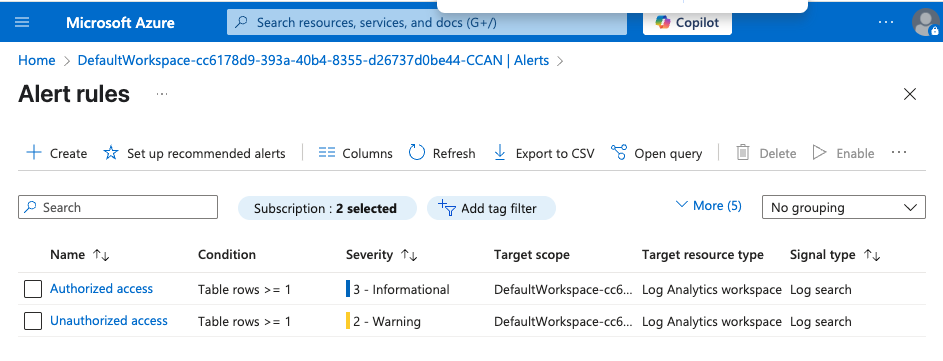 Microsoft Azure
Search resources, services, and docs (G+/)
Copilot
Home > DefaultWorkspace-cc6178d9-393a-40b4-8355-d26737d0be44-CCAN | Alerts >
Alert rules
Create
Set up recommended alerts
Columns
Refresh
Export to CSV
Open query
Delete
Enable
Search
Subscription : 2 selected
Add tag filter
More (5)
No grouping
Name Condition Severity Target scope Target resource type Signal type
Authorized access Table rows >= 1 3 - Informational DefaultWorkspace-cc6... Log Analytics workspace Log search
Unauthorized access Table rows >= 1 2 - Warning DefaultWorkspace-cc6... Log Analytics workspace Log search